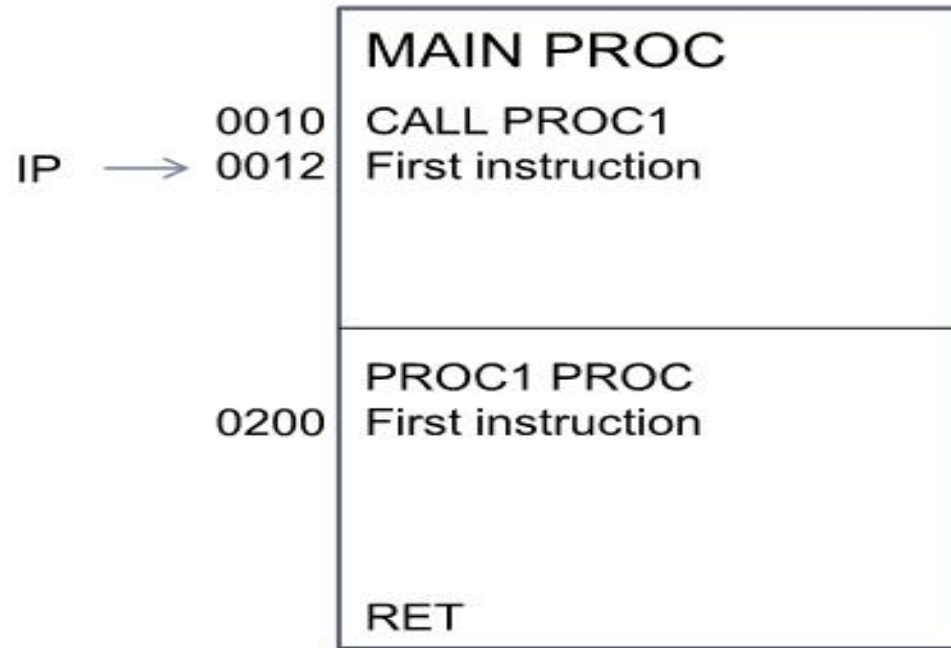 MAIN PROC
0010 CALL PROC1
IP 0012 First instruction
PROC1 PROC
0200 First instruction
RET